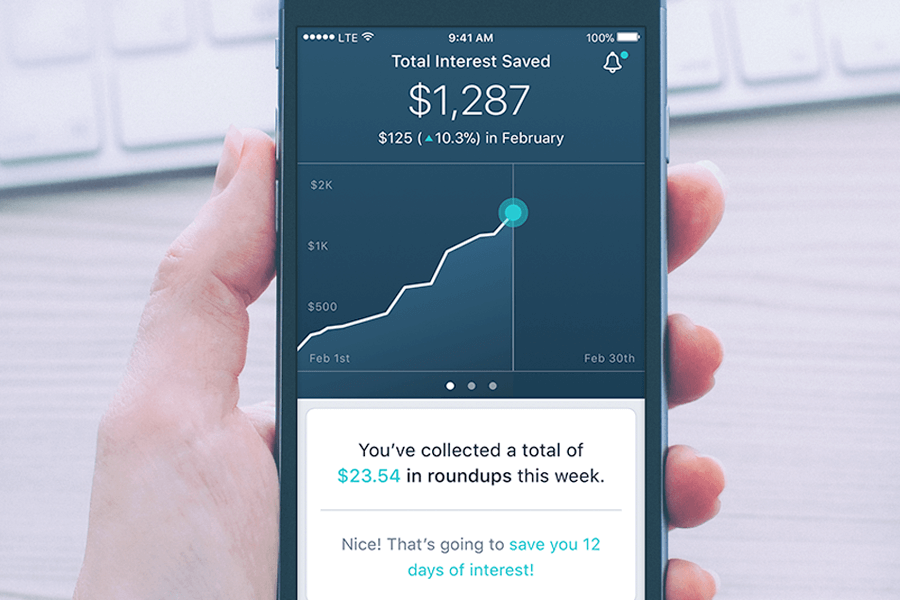 LTE 9:41 AM 100%
Total Interest Saved
$1,287
$125 (▲10.3%) in February
$2K
$1K
$500
Feb 1st Feb 30th
You’ve collected a total of
$23.54 in roundups this week.
Nice! That’s going to save you 12
days of interest!